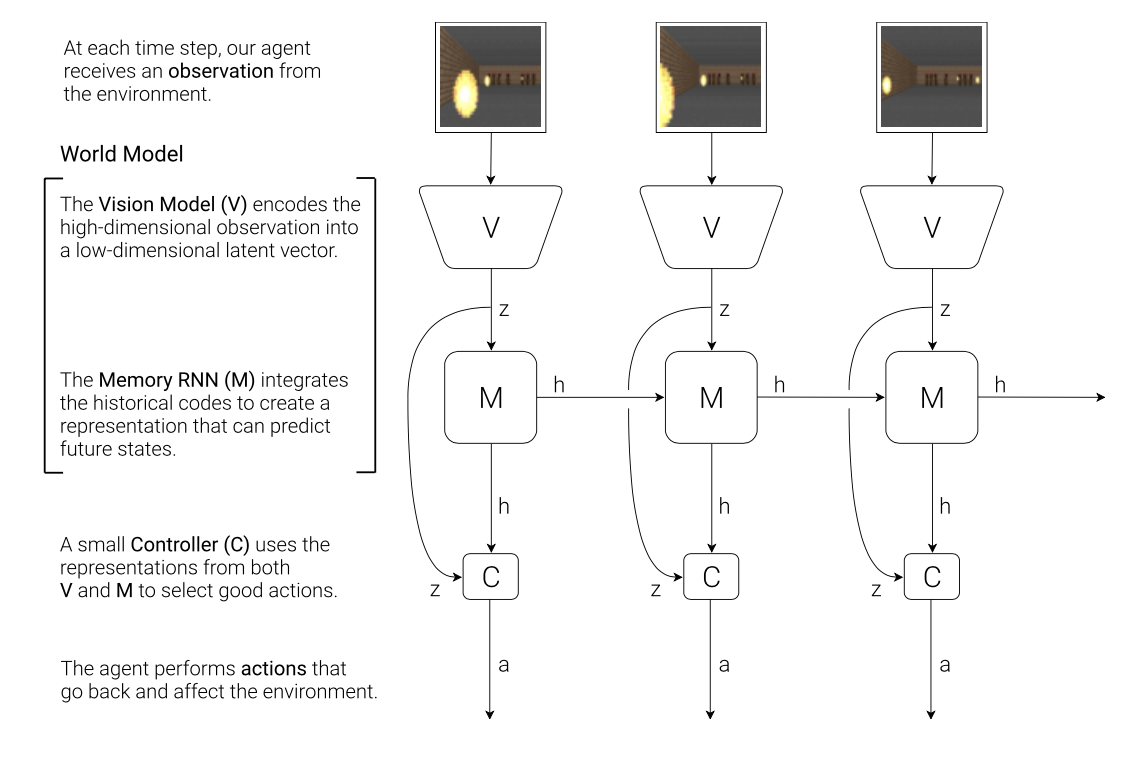 At each time step, our agent
receives an observation from
the environment.
World Model
The Vision Model (V) encodes the
high-dimensional observation into
a low-dimensional latent vector.
V V V
z z z
The Memory RNN (M) integrates
the historical codes to create a
representation that can predict
future states.
h h h
M M M
h h h
A small Controller (C) uses the
representations from both
V and M to select good actions.
C C C
z z z
The agent performs actions that
go back and affect the environment.
a a a